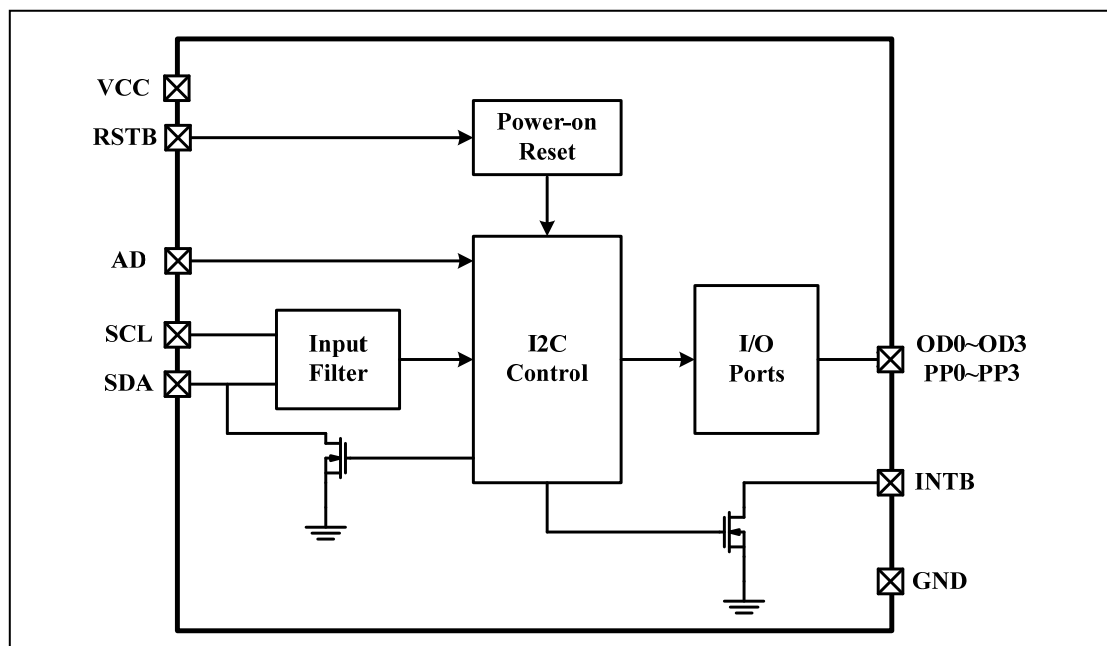 VCC
RSTB
Power-on
Reset
AD
SCL
SDA
Input
Filter
I2C
Control
I/O
Ports
OD0~OD3
PP0~PP3
INTB
GND